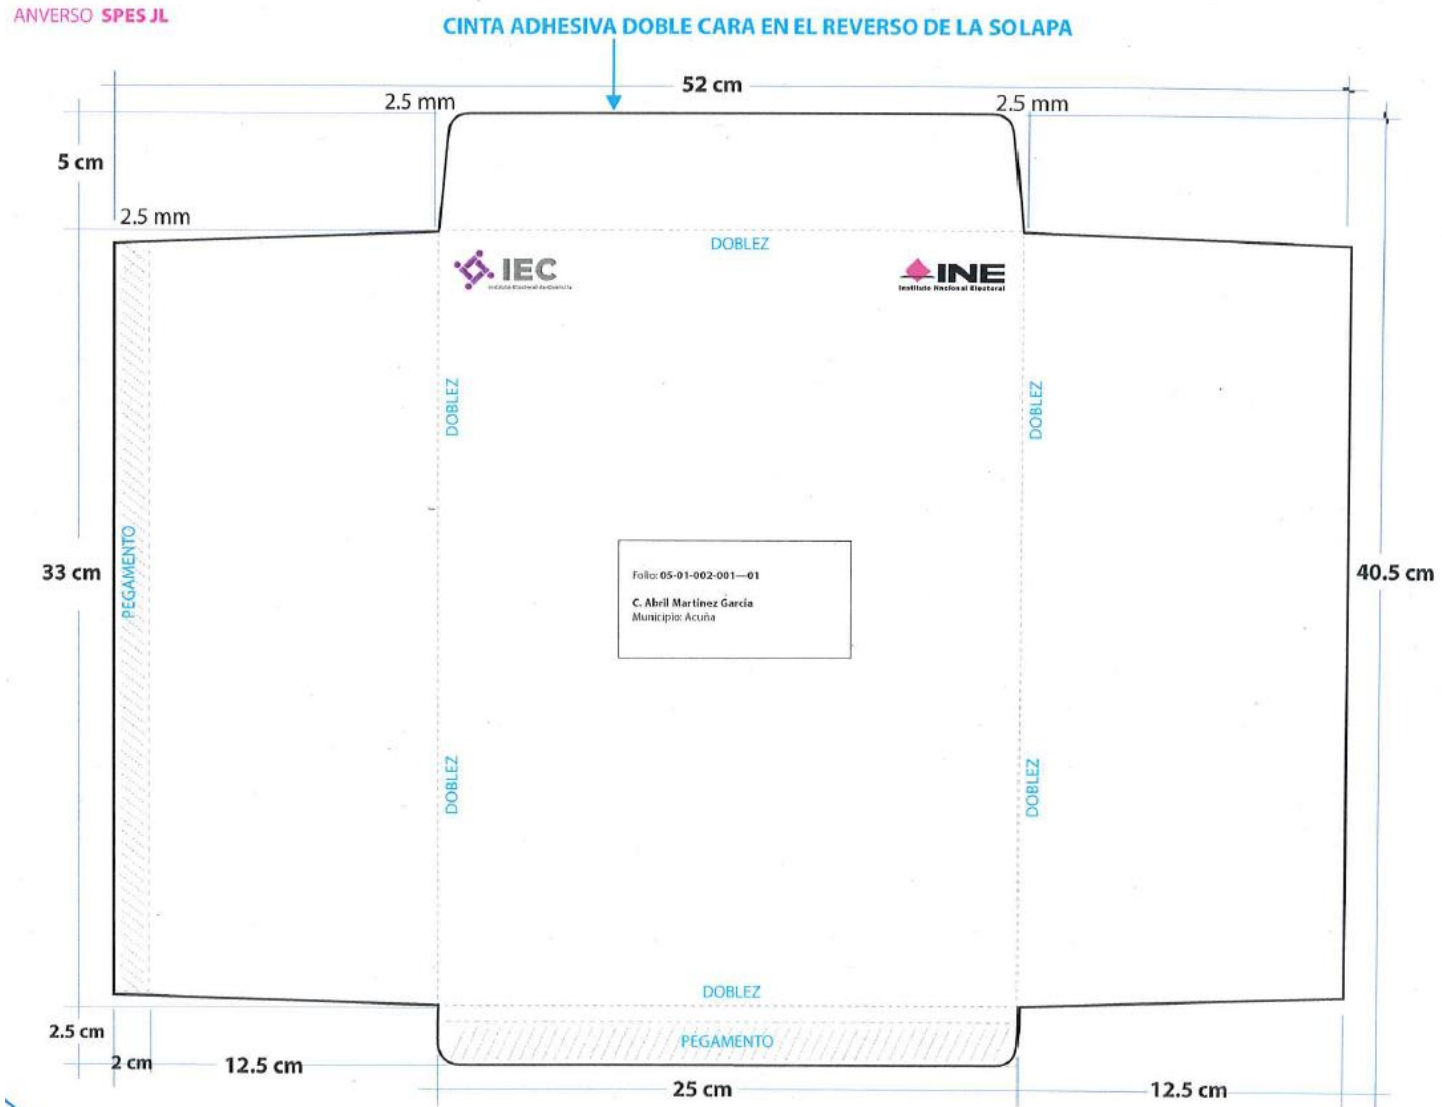 ANVERSO SPES JL
CINTA ADHESIVA DOBLE CARA EN EL REVERSO DE LA SOLAPA
52 cm
2.5 mm
2.5 mm
5 cm
2.5 mm
DOBLEZ
IEC
INE
Instituto Nacional Electoral
DOBLEZ
DOBLEZ
PEGAMENTO
33 cm
40.5 cm
Folio: 05-01-002-001—01
C. Abril Martínez García
Municipio: Acuña
DOBLEZ
DOBLEZ
DOBLEZ
2.5 cm
PEGAMENTO
2 cm
12.5 cm
25 cm
12.5 cm